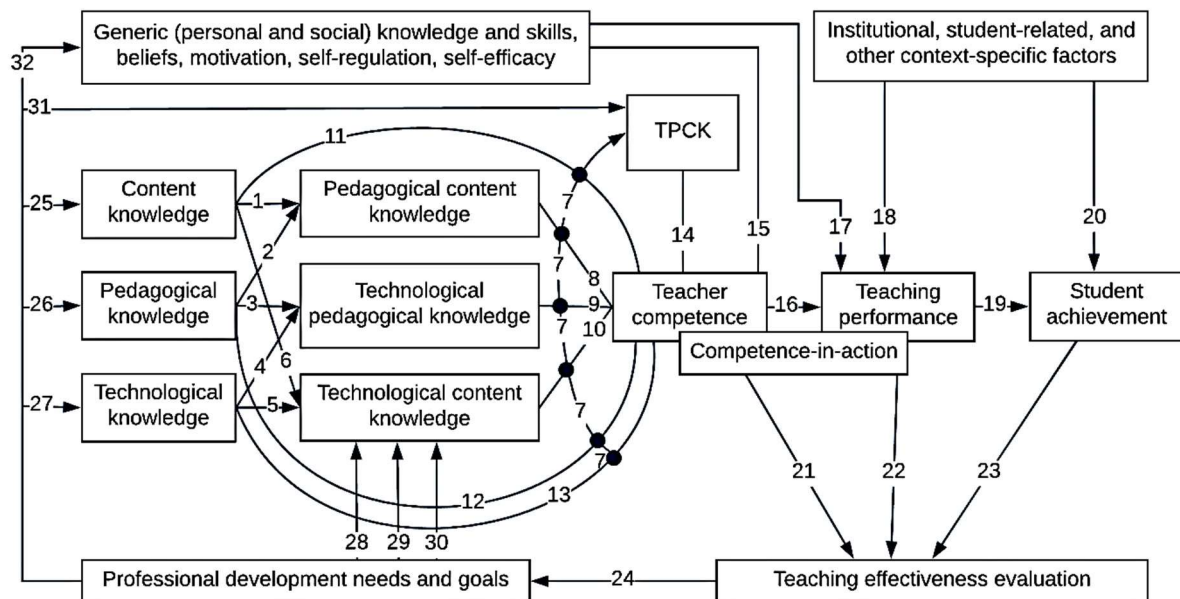 Generic (personal and social) knowledge and skills,
beliefs, motivation, self-regulation, self-efficacy
Institutional, student-related, and
other context-specific factors
32
31
TPCK
11
Content
knowledge
25
1
Pedagogical content
knowledge
7
14
15
17
18
20
2
7
8
Pedagogical
knowledge
26
3
Technological
pedagogical knowledge
9
Teacher
competence
16
Teaching
performance
19
Student
achievement
7
10
Competence-in-action
4
6
Technological
knowledge
27
5
Technological content
knowledge
7
7
12
13
21
22
23
28
29
30
Professional development needs and goals
24
Teaching effectiveness evaluation